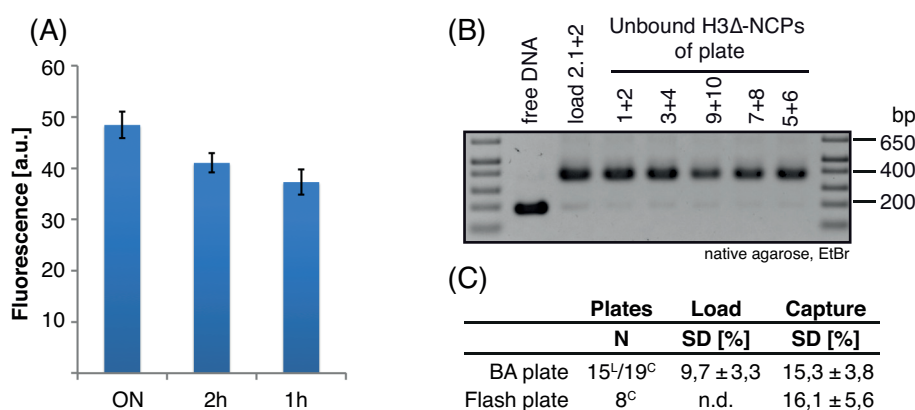 (A)
Fluorescence [a.u.]
60
50
40
30
20
10
ON 2h 1h
(B)
Unbound H3Δ-NCPs
of plate
free DNA
load 2.1+2
1+2
3+4
9+10
7+8
5+6
bp
650
400
200
native agarose, EtBr
(C)
Plates Load Capture
N SD [%] SD [%]
BA plate 15ᴸ/19ᶜ 9,7 ±3,3 15,3 ±3,8
Flash plate 8ᶜ n.d. 16,1 ±5,6